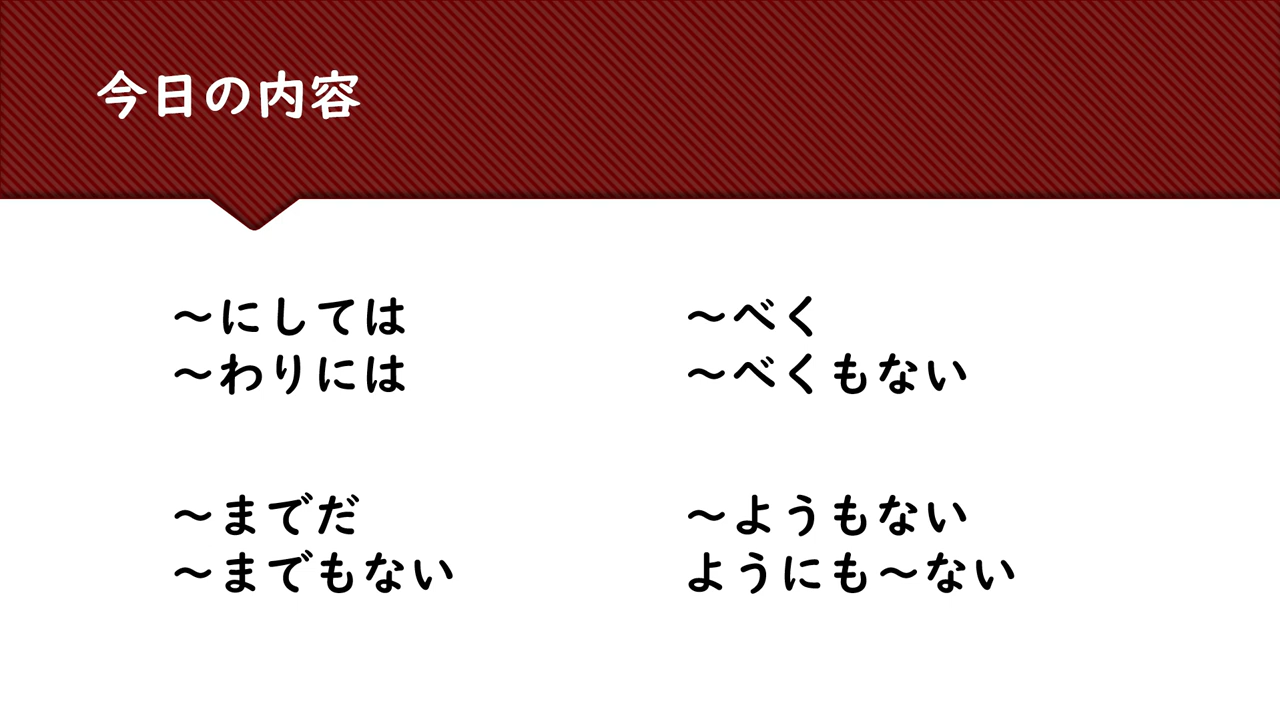 今日の内容
～にしては
～わりには
～までだ
～までもない
～べく
～べくもない
～ようもない
ようにも～ない